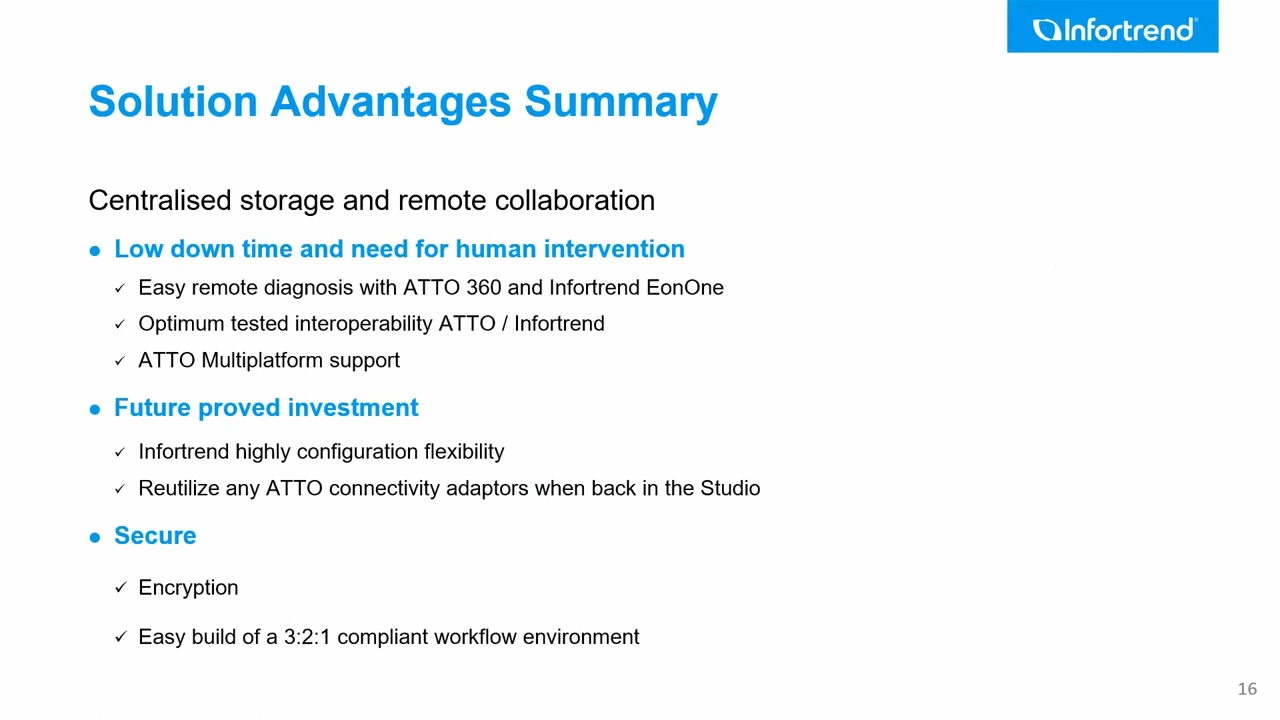 Infortrend®
Solution Advantages Summary
Centralised storage and remote collaboration
● Low down time and need for human intervention
✓ Easy remote diagnosis with ATTO 360 and Infortrend EonOne
✓ Optimum tested interoperability ATTO / Infortrend
✓ ATTO Multiplatform support
● Future proved investment
✓ Infortrend highly configuration flexibility
✓ Reutilize any ATTO connectivity adaptors when back in the Studio
● Secure
✓ Encryption
✓ Easy build of a 3:2:1 compliant workflow environment
16